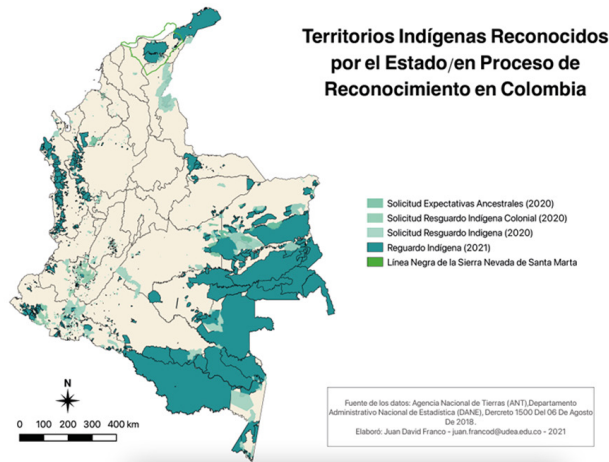 Territorios Indígenas Reconocidos
por el Estado/en Proceso de
Reconocimiento en Colombia
Solicitud Expectativas Ancestrales (2020)
Solicitud Resguardo Indígena Colonial (2020)
Solicitud Resguardo Indígena (2020)
Reguardo Indígena (2021)
Línea Negra de la Sierra Nevada de Santa Marta
N
0 100 200 300 400 km
Fuente de los datos: Agencia Nacional de Tierras (ANT),Departamento
Administrativo Nacional de Estadística (DANE), Dercreto 1500 Del 06 De Agosto
De 2018.
Elaboró: Juan David Franco - juan.francod@udea.edu.co - 2021